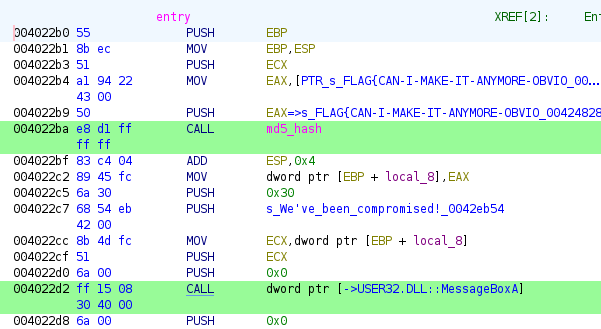 entry XREF[2]: Ent
004022b0 55 PUSH EBP
004022b1 8b ec MOV EBP,ESP
004022b3 51 PUSH ECX
004022b4 a1 94 22 MOV EAX,[PTR_s_FLAG{CAN-I-MAKE-IT-ANYMORE-OBVIO_00...
43 00
004022b9 50 PUSH EAX=>s_FLAG{CAN-I-MAKE-IT-ANYMORE-OBVIO_00424828
004022ba e8 d1 ff CALL md5_hash
ff ff
004022bf 83 c4 04 ADD ESP,0x4
004022c2 89 45 fc MOV dword ptr [EBP + local_8],EAX
004022c5 6a 30 PUSH 0x30
004022c7 68 54 eb PUSH s_We've_been_compromised!_0042eb54
42 00
004022cc 8b 4d fc MOV ECX,dword ptr [EBP + local_8]
004022cf 51 PUSH ECX
004022d0 6a 00 PUSH 0x0
004022d2 ff 15 08 CALL dword ptr [->USER32.DLL::MessageBoxA]
30 40 00
004022d8 6a 00 PUSH 0x0